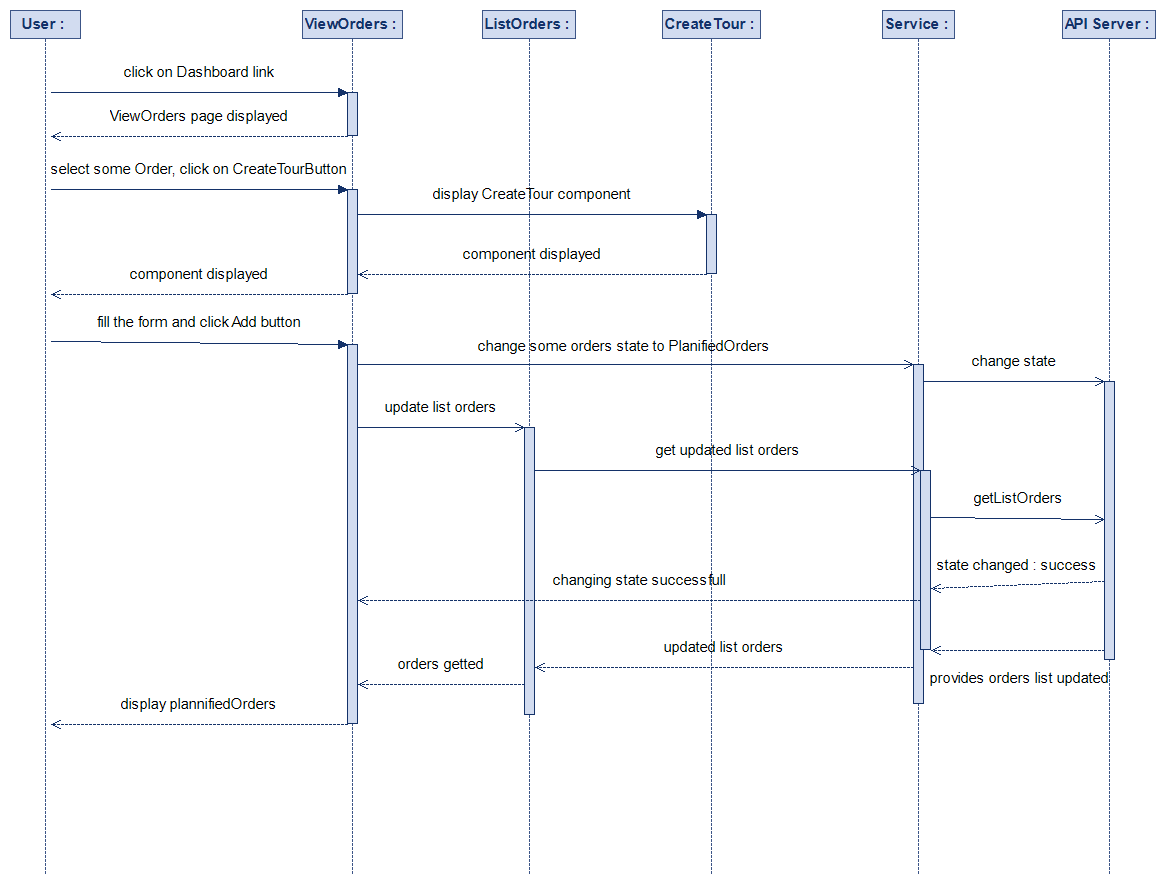 User :
ViewOrders :
ListOrders :
CreateTour :
Service :
API Server :
click on Dashboard link
ViewOrders page displayed
select some Order, click on CreateTourButton
display CreateTour component
component displayed
component displayed
fill the form and click Add button
change some orders state to PlanifiedOrders
change state
update list orders
get updated list orders
getListOrders
state changed : success
changing state successfull
updated list orders
orders getted
provides orders list updated
display plannifiedOrders